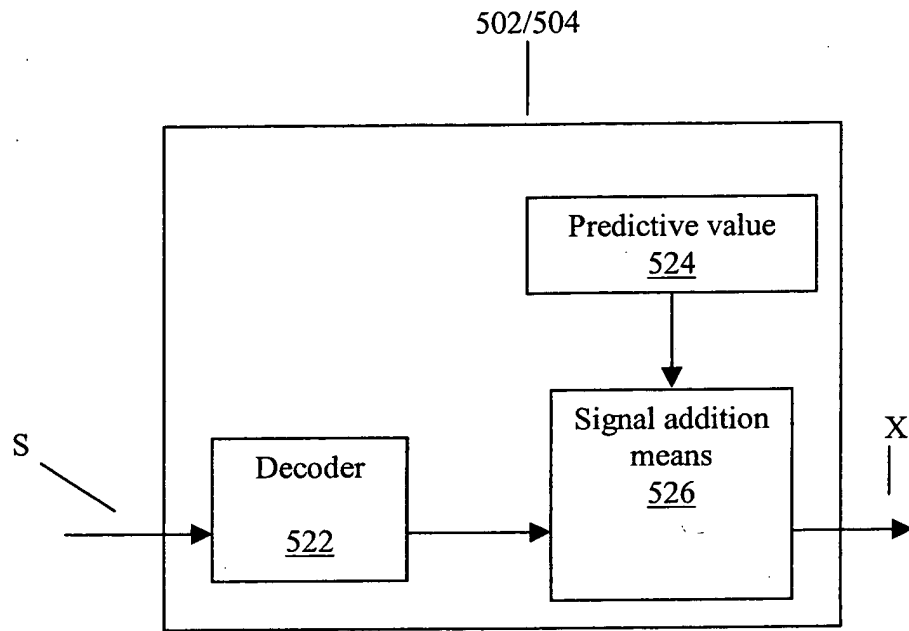 502/504
Predictive value
524
Signal addition
means
526
X
S
Decoder
522